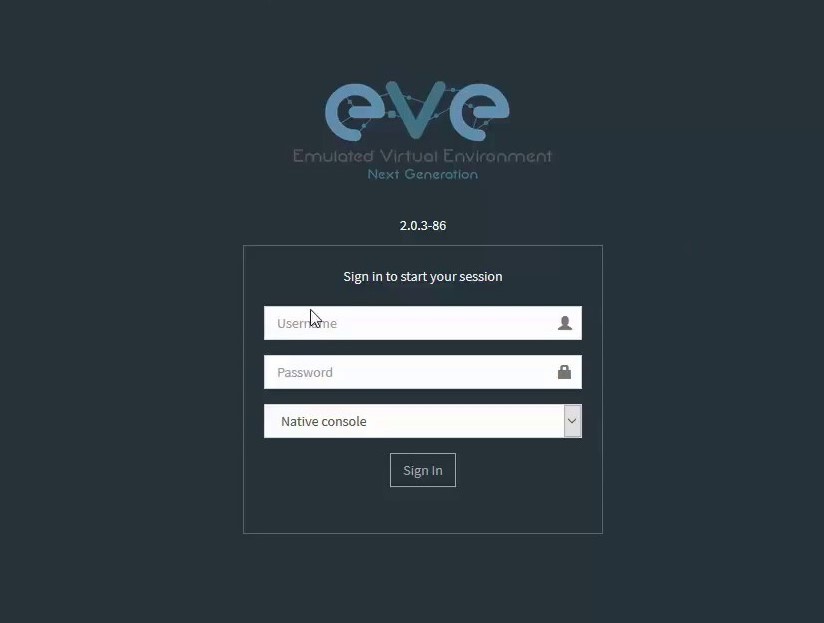 eve
Emulated Virtual Environment
Next Generation
2.0.3-86
Sign in to start your session
Username
Password
Native console
Sign In